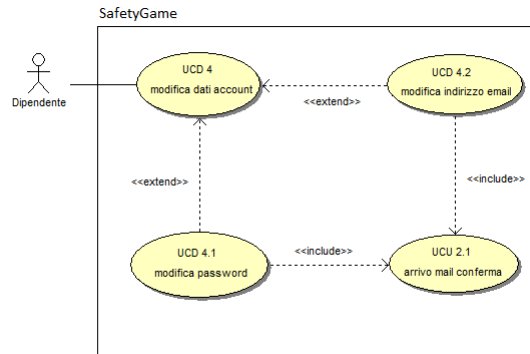 SafetyGame
UCD 4
modifica dati account
UCD 4.2
modifica indirizzo email
<<extend>>
Dipendente
<<extend>>
<<include>>
UCD 4.1
modifica password
<<include>>
UCU 2.1
arrivo mail conferma